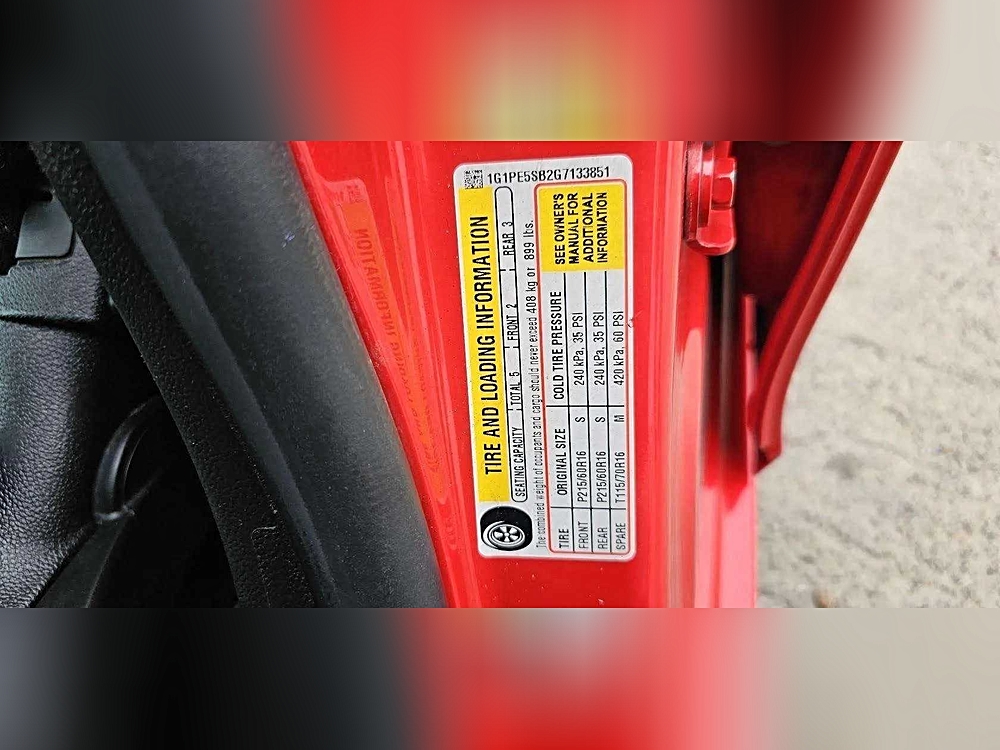 1G1PE5SB2G7133851
TIRE AND LOADING INFORMATION
SEATING CAPACITY TOTAL 5 FRONT 2 REAR 3
The combined weight of occupants and cargo should never exceed 408 kg or 899 lbs.
TIRE ORIGINAL SIZE COLD TIRE PRESSURE
FRONT P215/60R16 S 240 kPa, 35 PSI
REAR P215/60R16 S 240 kPa, 35 PSI
SPARE T115/70R16 M 420 kPa, 60 PSI
SEE OWNER'S
MANUAL FOR
ADDITIONAL
INFORMATION